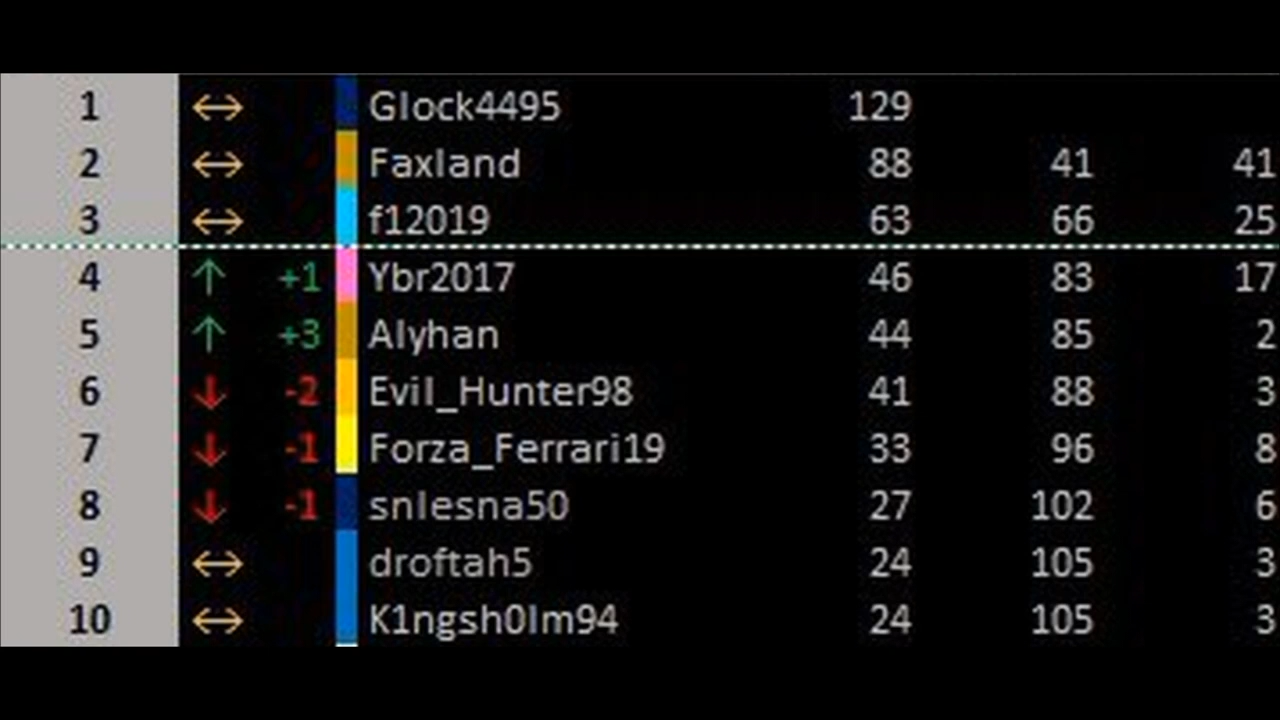 1 ↔ Glock4495 129
2 ↔ Faxland 88 41 41
3 ↔ f12019 63 66 25
4 ↑ +1 Ybr2017 46 83 17
5 ↑ +3 Alyhan 44 85 2
6 ↓ -2 Evil_Hunter98 41 88 3
7 ↓ -1 Forza_Ferrari19 33 96 8
8 ↓ -1 snlesna50 27 102 6
9 ↔ droftah5 24 105 3
10 ↔ K1ngsh0lm94 24 105 3